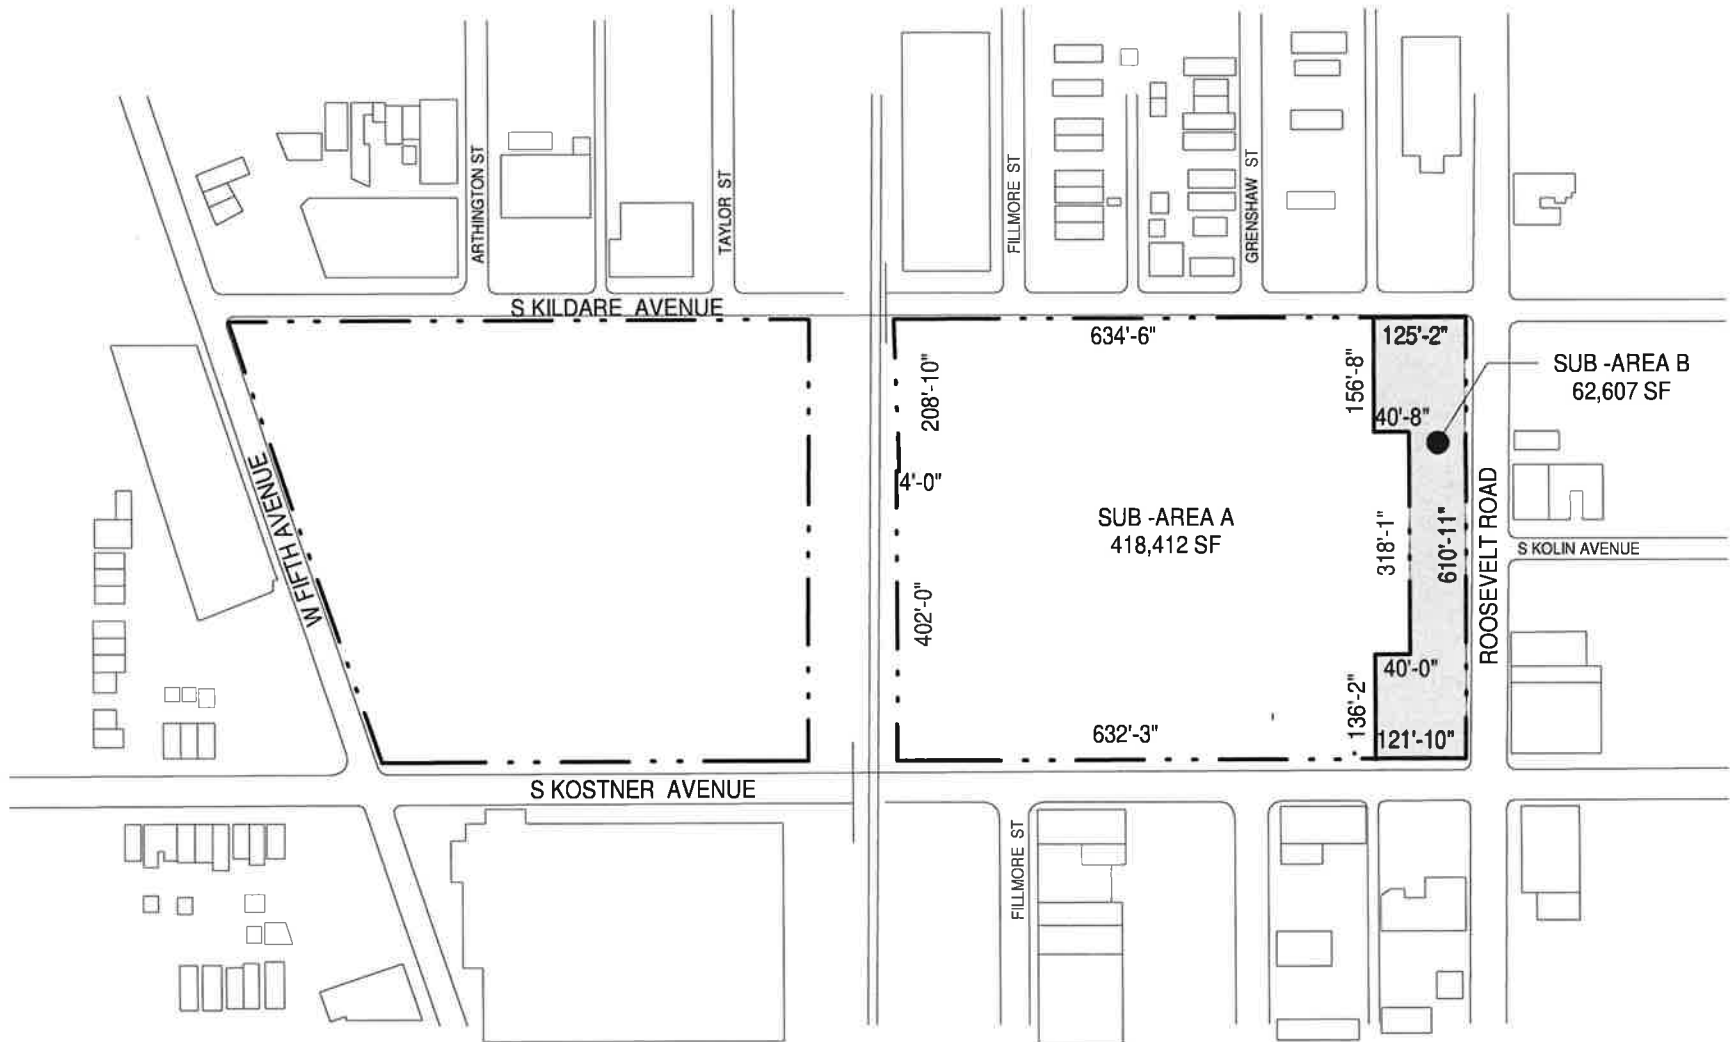 ARTHINGTON ST
TAYLOR ST
FILLMORE ST
GRENSHAW ST
S KILDARE AVENUE
634'-6"
125'-2"
208'-10"
156'-8"
SUB -AREA B
62,607 SF
40'-8"
4'-0"
W FIFTH AVENUE
SUB -AREA A
418,412 SF
318'-1"
610'-11"
ROOSEVELT ROAD
S KOLIN AVENUE
402'-0"
40'-0"
136'-2"
632'-3"
121'-10"
S KOSTNER AVENUE
FILLMORE ST